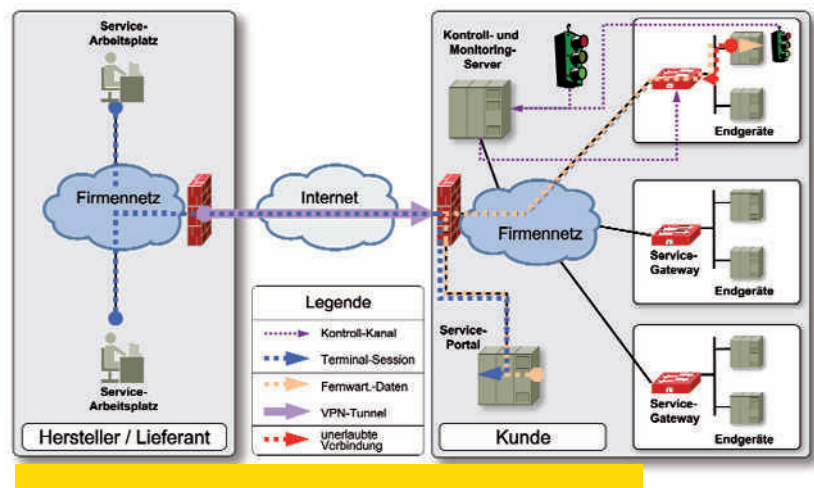 Service-
Arbeitsplatz
Firmennetz
Service-
Arbeitsplatz
Hersteller / Lieferant
Internet
Legende
Kontroll-Kanal
Terminal-Session
Fernwart.-Daten
VPN-Tunnel
unerlaubte
Verbindung
Kontroll- und
Monitoring-
Server
Firmennetz
Service-
Portal
Kunde
Endgeräte
Service-
Gateway
Endgeräte
Service-
Gateway
Endgeräte